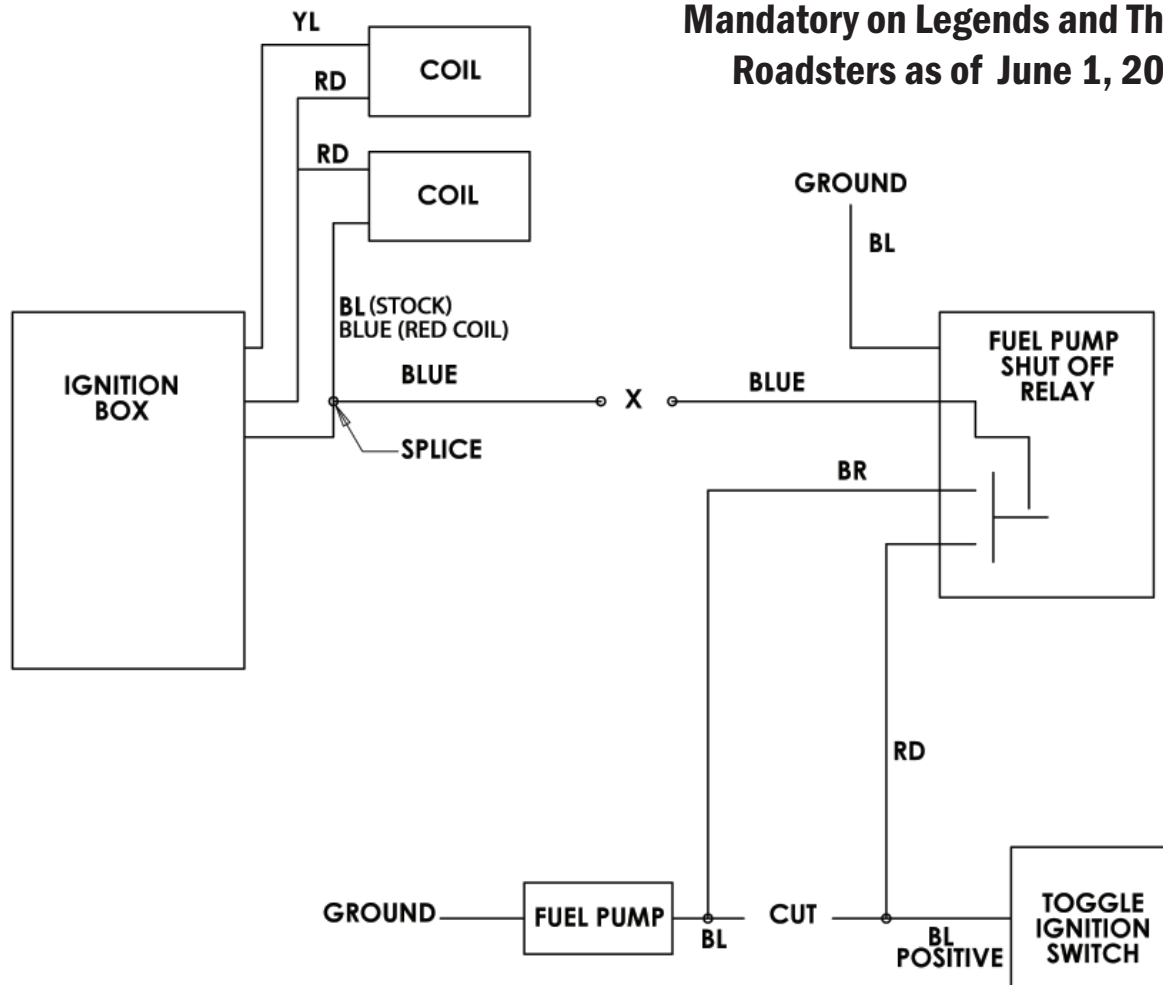 Mandatory on Legends and Th
Roadsters as of June 1, 20
YL
COIL
RD
RD
COIL
GROUND
BL
BL (STOCK)
BLUE (RED COIL)
IGNITION
BOX
BLUE
X
BLUE
FUEL PUMP
SHUT OFF
RELAY
SPLICE
BR
RD
GROUND
FUEL PUMP
BL
CUT
BL
POSITIVE
TOGGLE
IGNITION
SWITCH